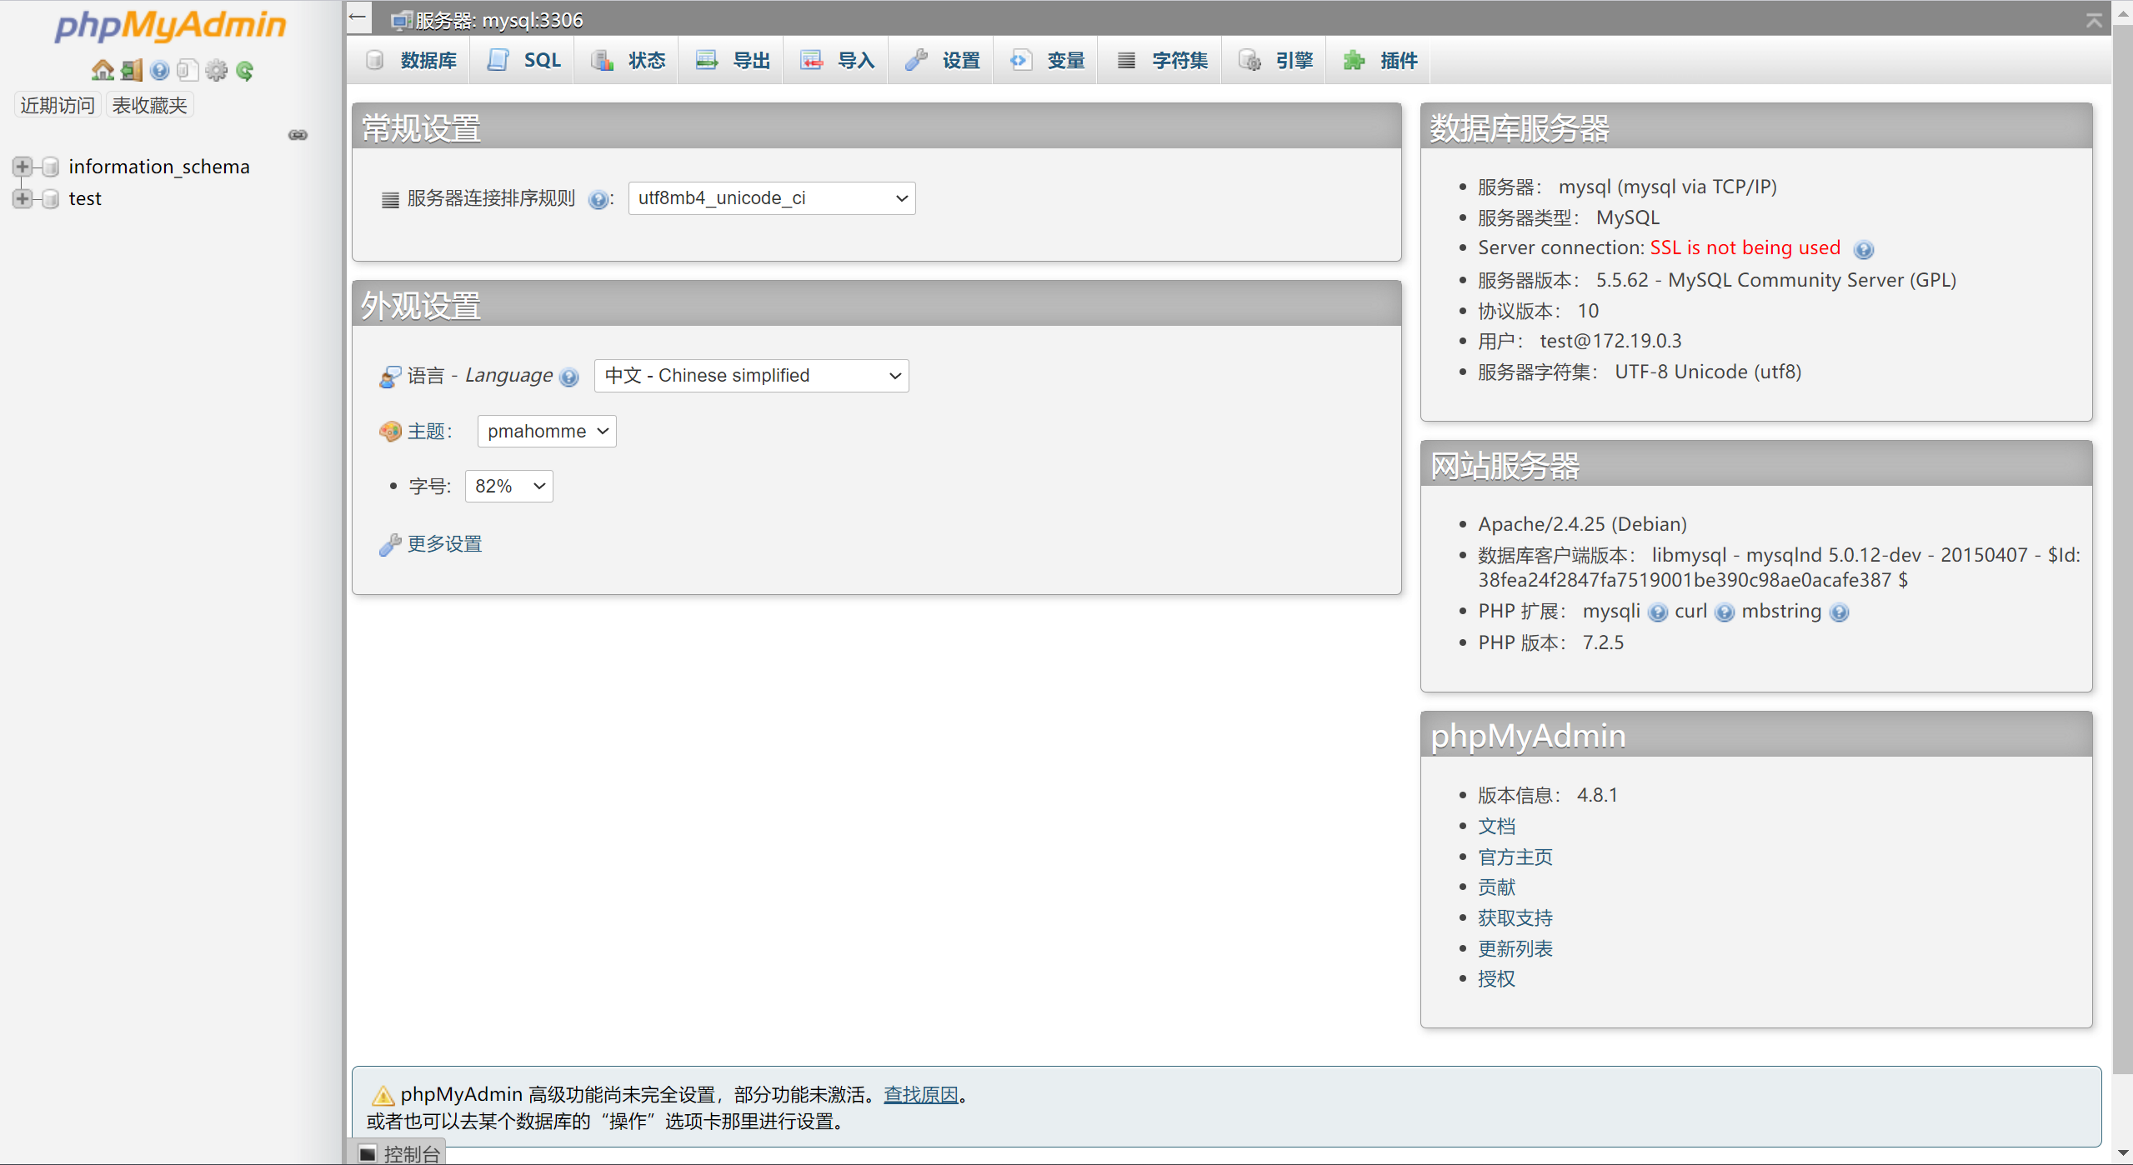 phpMyAdmin
近期访问 表收藏夹
information_schema
test
服务器: mysql:3306
数据库 SQL 状态 导出 导入 设置 变量 字符集 引擎 插件
常规设置
服务器连接排序规则 : utf8mb4_unicode_ci
外观设置
语言 - Language 中文 - Chinese simplified
主题: pmahomme
字号: 82%
更多设置
数据库服务器
服务器: mysql (mysql via TCP/IP)
服务器类型: MySQL
Server connection: SSL is not being used
服务器版本: 5.5.62 - MySQL Community Server (GPL)
协议版本: 10
用户: test@172.19.0.3
服务器字符集: UTF-8 Unicode (utf8)
网站服务器
Apache/2.4.25 (Debian)
数据库客户端版本: libmysql - mysqlnd 5.0.12-dev - 20150407 - $Id:
38fea24f2847fa7519001be390c98ae0acafe387 $
PHP 扩展: mysqli curl mbstring
PHP 版本: 7.2.5
phpMyAdmin
版本信息: 4.8.1
文档
官方主页
贡献
获取支持
更新列表
授权
phpMyAdmin 高级功能尚未完全设置，部分功能未激活。查找原因。
或者也可以去某个数据库的“操作”选项卡那里进行设置。
控制台